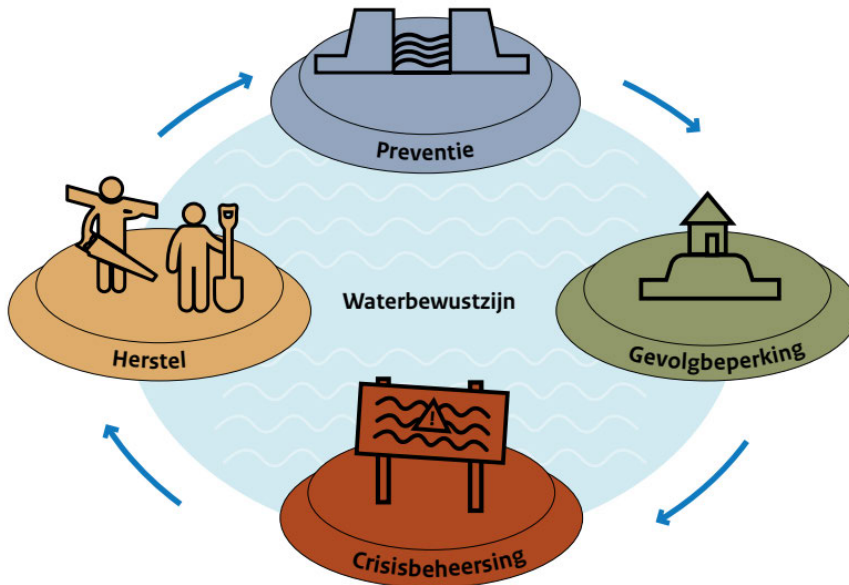 Preventie
Waterbewustzijn
Herstel
Gevolgbeperking
!
Crisisbeheersing